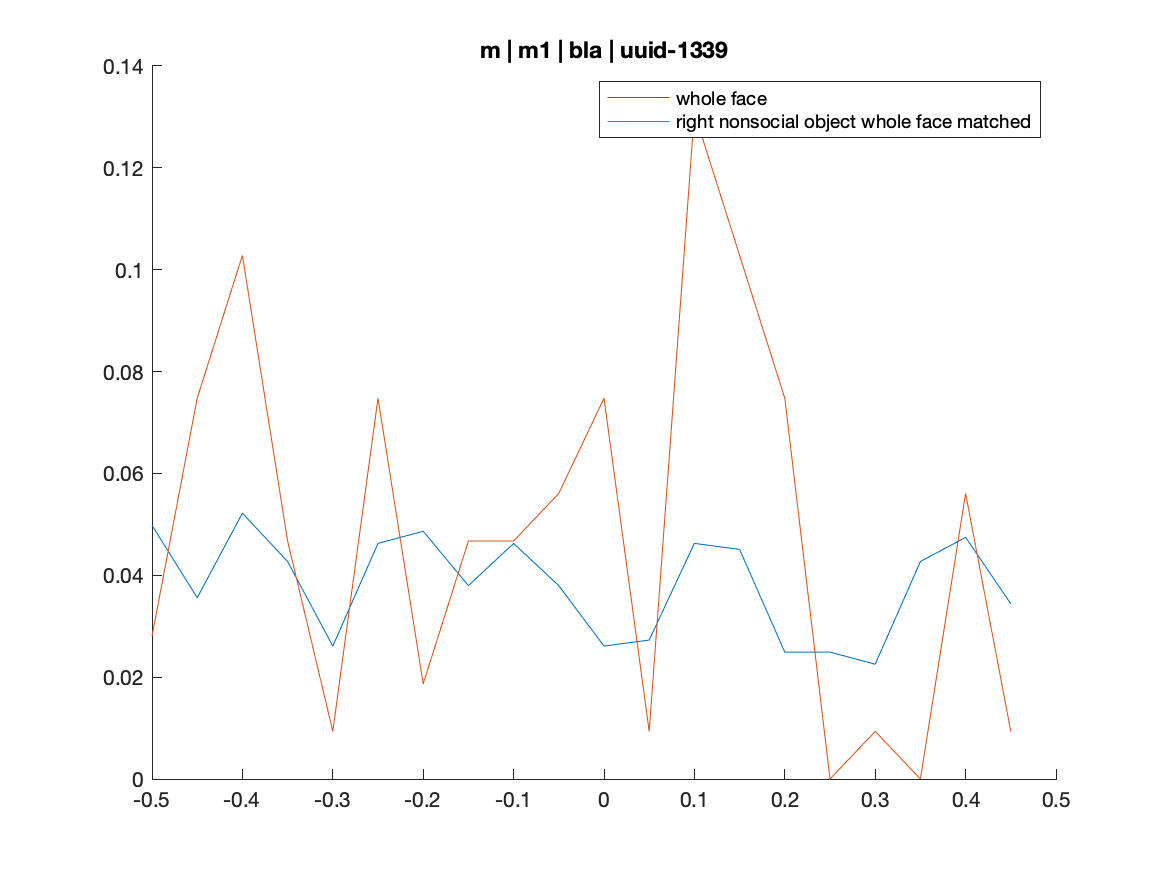 m | m1 | bla | uuid-1339
0.14
whole face
right nonsocial object whole face matched
0.12
0.1
0.08
0.06
0.04
0.02
0
-0.5 -0.4 -0.3 -0.2 -0.1 0 0.1 0.2 0.3 0.4 0.5